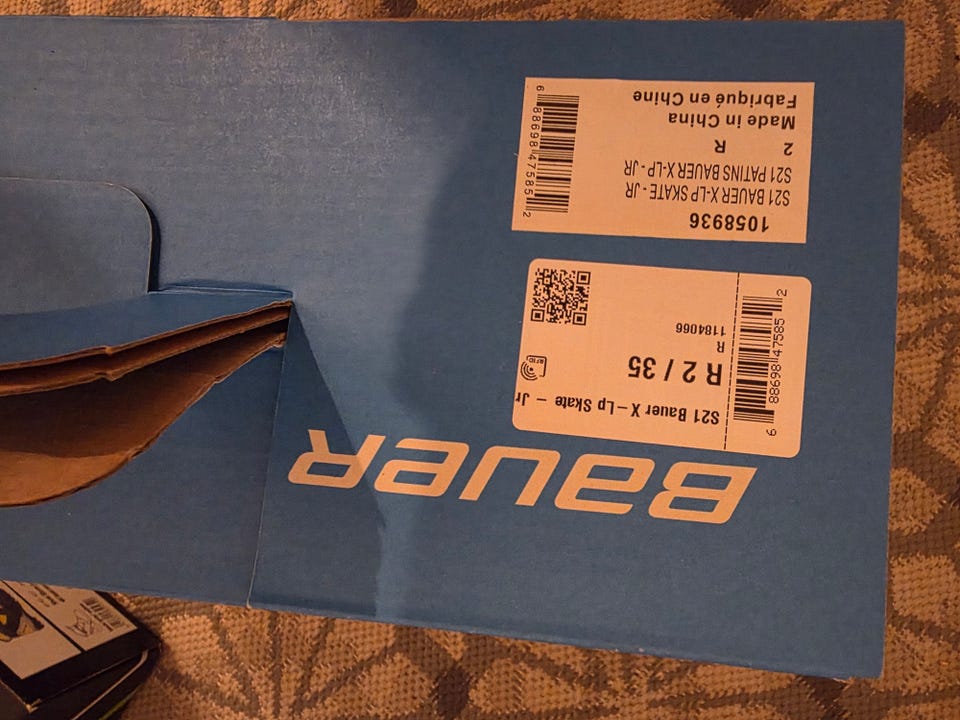 BAUER
S21 Bauer X – Lp Skate – Jr
R 2 / 35
R
1184066
RFID
6 88698 47585 2
1058936
S21 BAUER X-LP SKATE - JR
S21 PATINS BAUER X-LP - JR
2 R
Made in China
Fabriqué en Chine
6 88698 47585 2